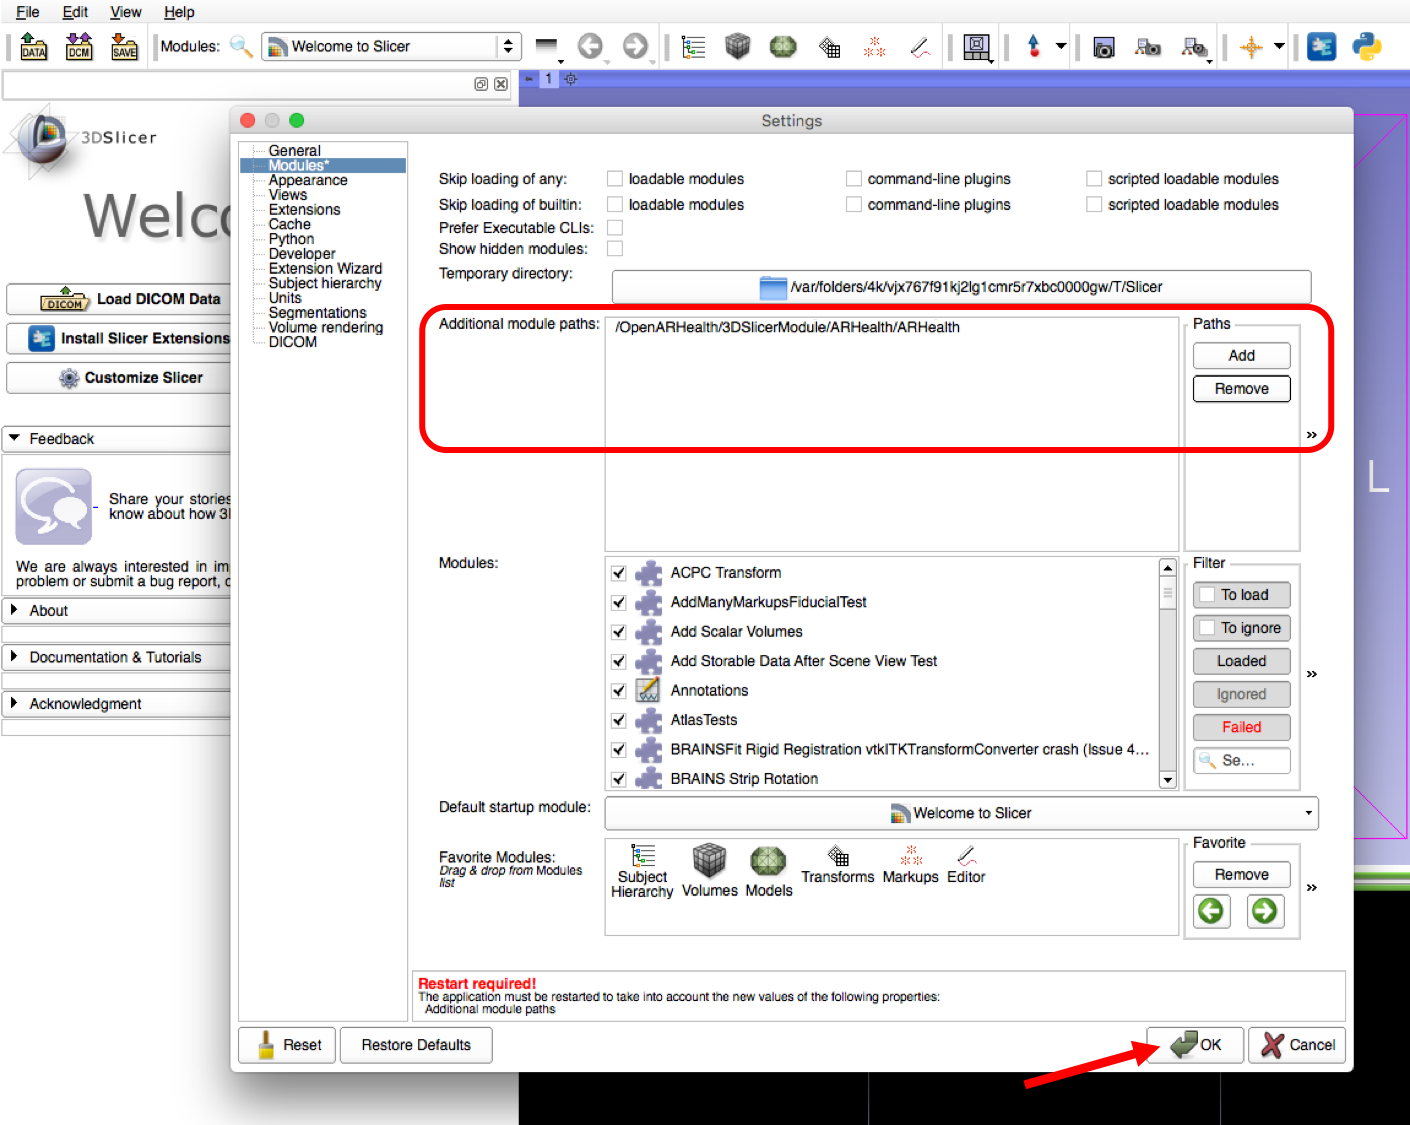 File Edit View Help
DATA DCM SAVE Modules: Welcome to Slicer
1
3DSlicer
Welco
Load DICOM Data
DICOM
Install Slicer Extensions
Customize Slicer
Feedback
Share your stories
know about how 3
We are always interested in im
problem or submit a bug report, c
About
Documentation & Tutorials
Acknowledgment
L
Settings
General
Modules*
Appearance
Views
Extensions
Cache
Python
Developer
Extension Wizard
Subject hierarchy
Units
Segmentations
Volume rendering
DICOM
Skip loading of any: loadable modules command-line plugins scripted loadable modules
Skip loading of builtin: loadable modules command-line plugins scripted loadable modules
Prefer Executable CLIs:
Show hidden modules:
Temporary directory: /var/folders/4k/vjx767f91kj2lg1cmr5r7xbc0000gw/T/Slicer
Additional module paths: /OpenARHealth/3DSlicerModule/ARHealth/ARHealth
Paths
Add
Remove
»
Modules:
ACPC Transform
AddManyMarkupsFiducialTest
Add Scalar Volumes
Add Storable Data After Scene View Test
Annotations
AtlasTests
BRAINSFit Rigid Registration vtkITKTransformConverter crash (Issue 4...
BRAINS Strip Rotation
Filter
To load
To ignore
Loaded
Ignored
Failed
Se...
»
Default startup module: Welcome to Slicer
Favorite Modules:
Drag & drop from Modules
list
Subject
Hierarchy Volumes Models Transforms Markups Editor
Favorite
Remove
»
Restart required!
The application must be restarted to take into account the new values of the following properties:
Additional module paths
Reset Restore Defaults OK Cancel